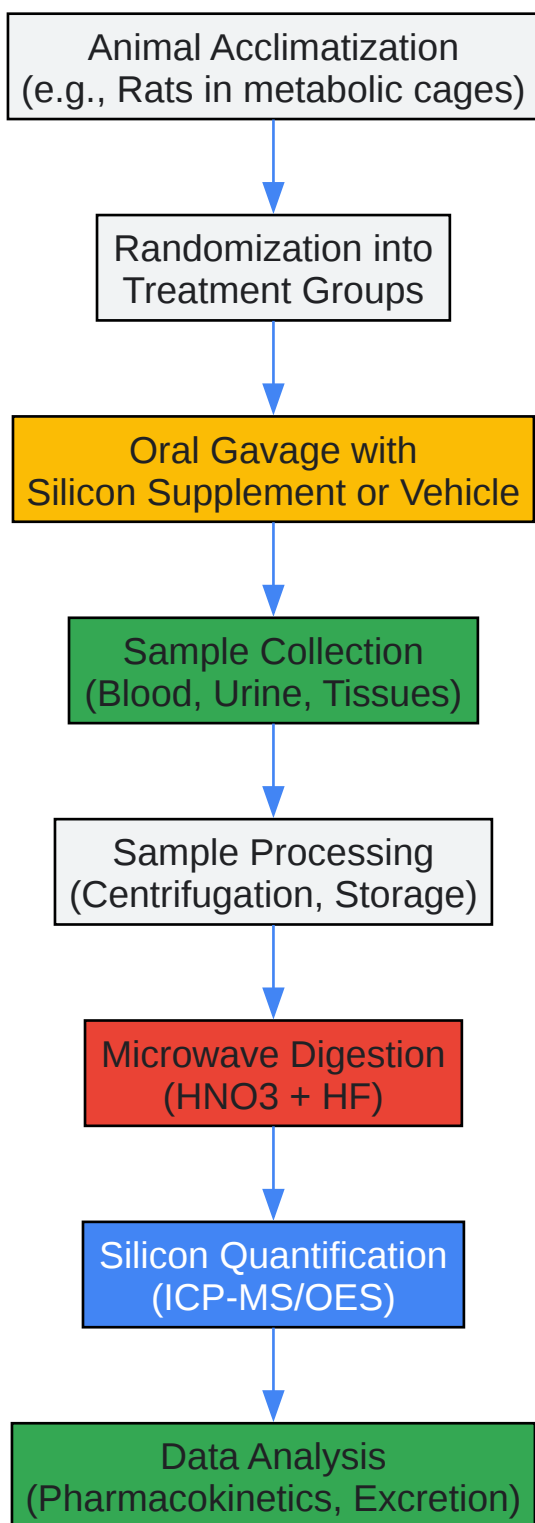 Animal Acclimatization
(e.g., Rats in metabolic cages)
Randomization into
Treatment Groups
Oral Gavage with
Silicon Supplement or Vehicle
Sample Collection
(Blood, Urine, Tissues)
Sample Processing
(Centrifugation, Storage)
Microwave Digestion
(HNO3 + HF)
Silicon Quantification
(ICP-MS/OES)
Data Analysis
(Pharmacokinetics, Excretion)